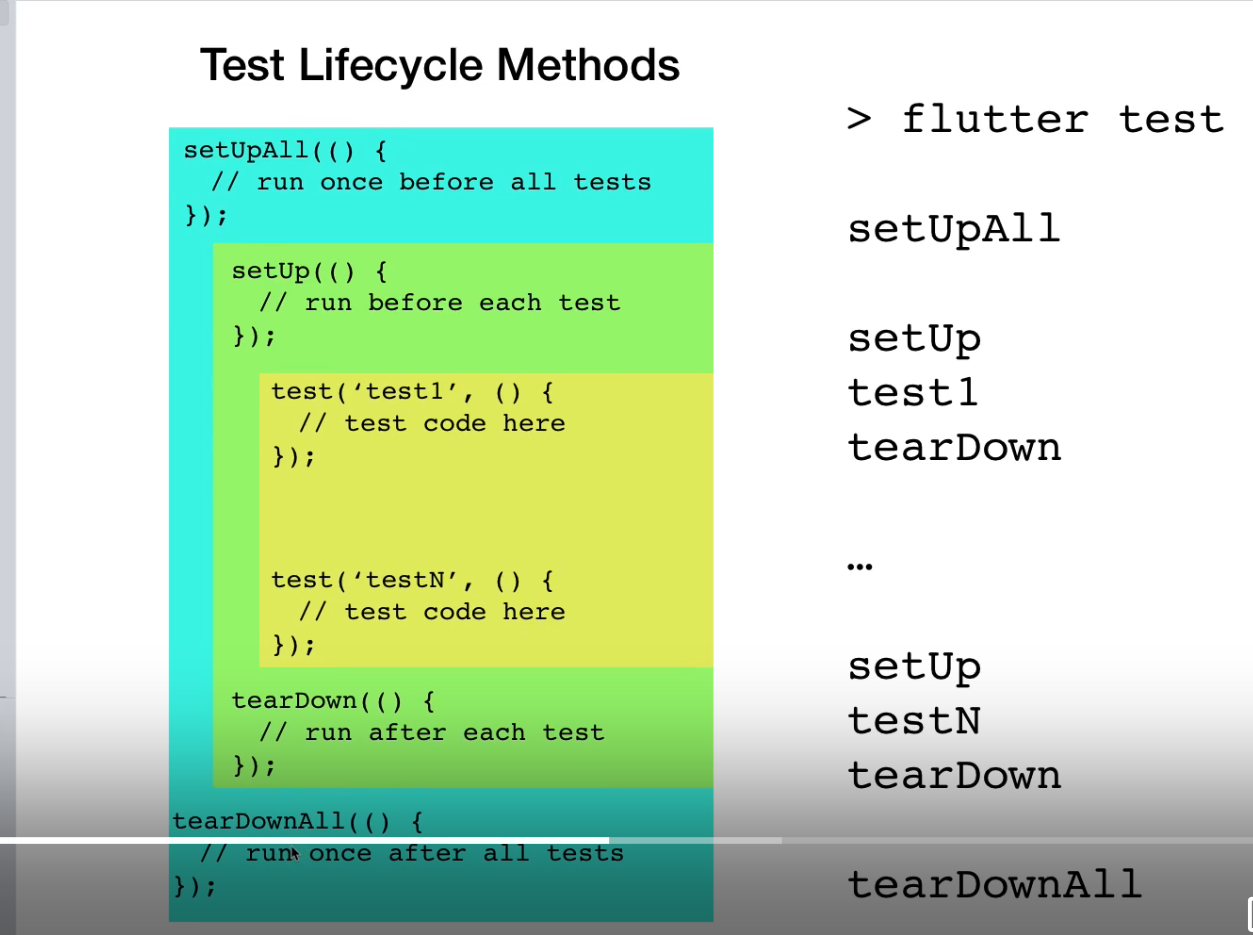 Test Lifecycle Methods
setUpAll(() {
// run once before all tests
});
setUp(() {
// run before each test
});
test(‘test1’, () {
// test code here
});
test(‘testN’, () {
// test code here
});
tearDown(() {
// run after each test
});
tearDownAll(() {
// run once after all tests
});
> flutter test
setUpAll
setUp
test1
tearDown
…
setUp
testN
tearDown
tearDownAll